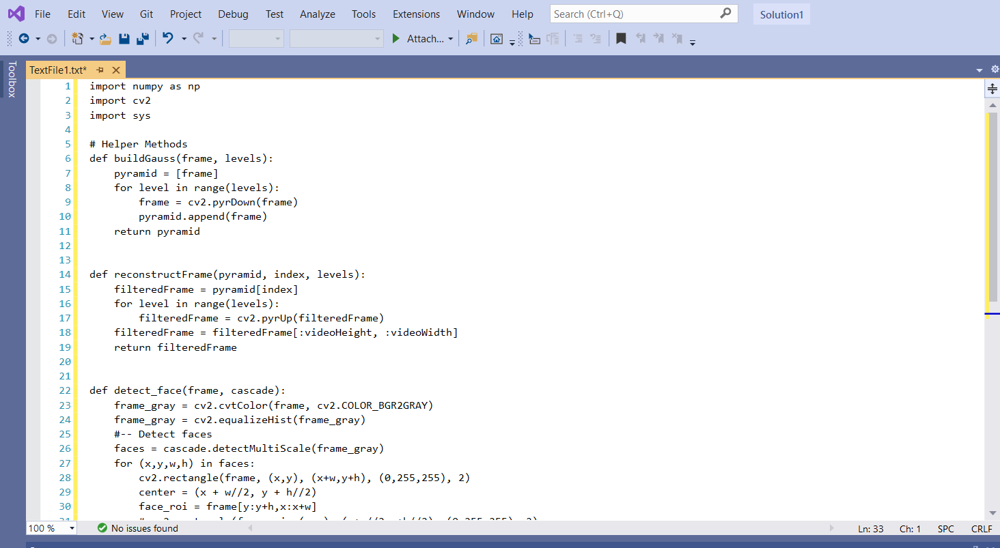 File Edit View Git Project Debug Test Analyze Tools Extensions Window Help Search (Ctrl+Q) Solution1
Attach...
Toolbox
TextFile1.txt*
1 import numpy as np
2 import cv2
3 import sys
4
5 # Helper Methods
6 def buildGauss(frame, levels):
7     pyramid = [frame]
8     for level in range(levels):
9         frame = cv2.pyrDown(frame)
10         pyramid.append(frame)
11     return pyramid
12
13
14 def reconstructFrame(pyramid, index, levels):
15     filteredFrame = pyramid[index]
16     for level in range(levels):
17         filteredFrame = cv2.pyrUp(filteredFrame)
18     filteredFrame = filteredFrame[:videoHeight, :videoWidth]
19     return filteredFrame
20
21
22 def detect_face(frame, cascade):
23     frame_gray = cv2.cvtColor(frame, cv2.COLOR_BGR2GRAY)
24     frame_gray = cv2.equalizeHist(frame_gray)
25     #-- Detect faces
26     faces = cascade.detectMultiScale(frame_gray)
27     for (x,y,w,h) in faces:
28         cv2.rectangle(frame, (x,y), (x+w,y+h), (0,255,255), 2)
29         center = (x + w//2, y + h//2)
30         face_roi = frame[y:y+h,x:x+w]
100 % No issues found Ln: 33 Ch: 1 SPC CRLF